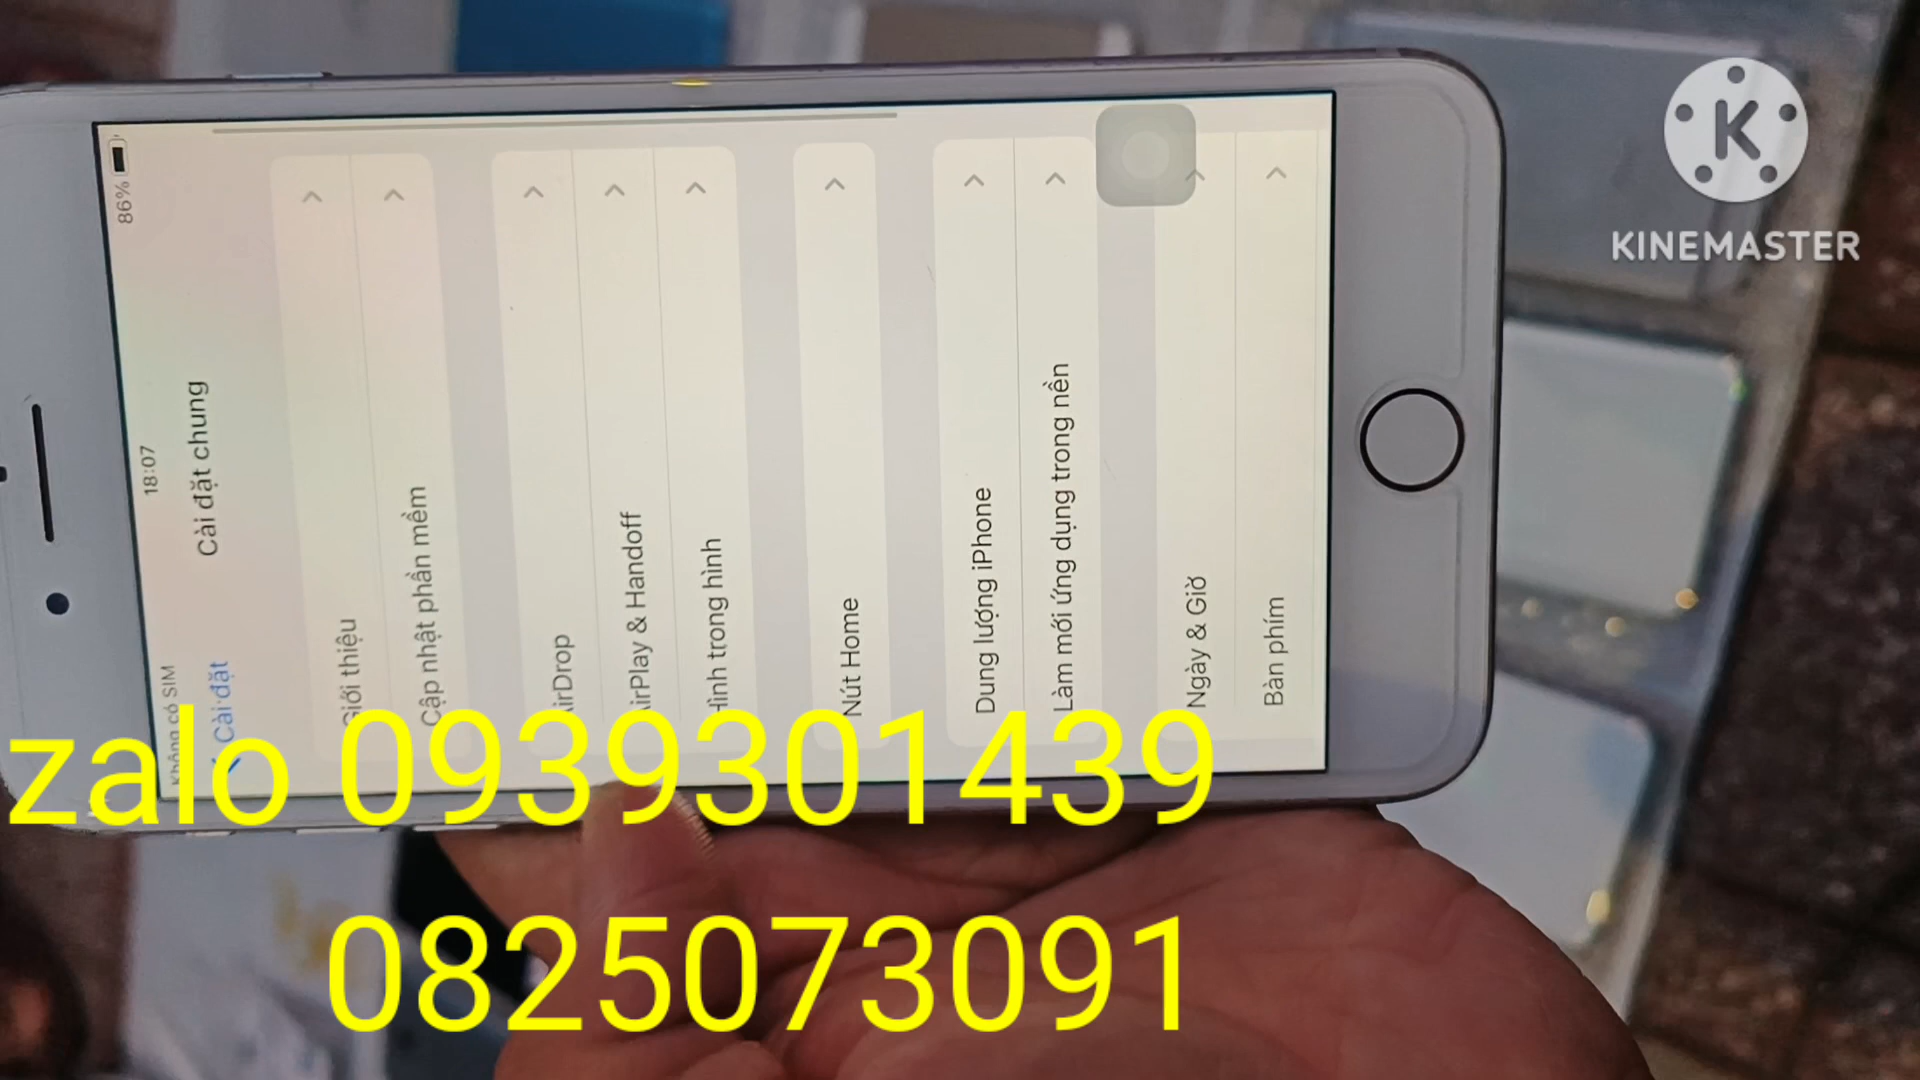 Không có SIM
18:07
86%
Cài đặt
Cài đặt chung
Giới thiệu
Cập nhật phần mềm
AirDrop
AirPlay & Handoff
Hình trong hình
Nút Home
Dung lượng iPhone
Làm mới ứng dụng trong nền
Ngày & Giờ
Bàn phím
K
KINEMASTER
zalo 0939301439
0825073091